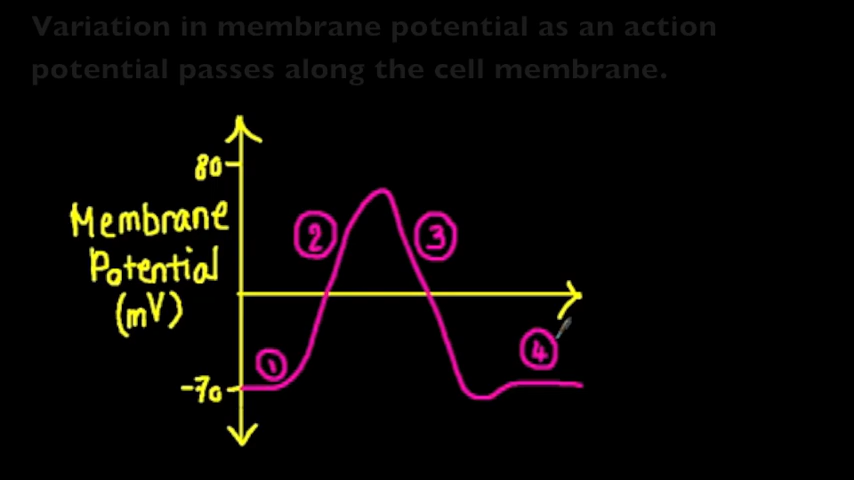 Variation in membrane potential as an action
potential passes along the cell membrane.
80
Membrane
Potential
(mV)
2
3
1
4
-70